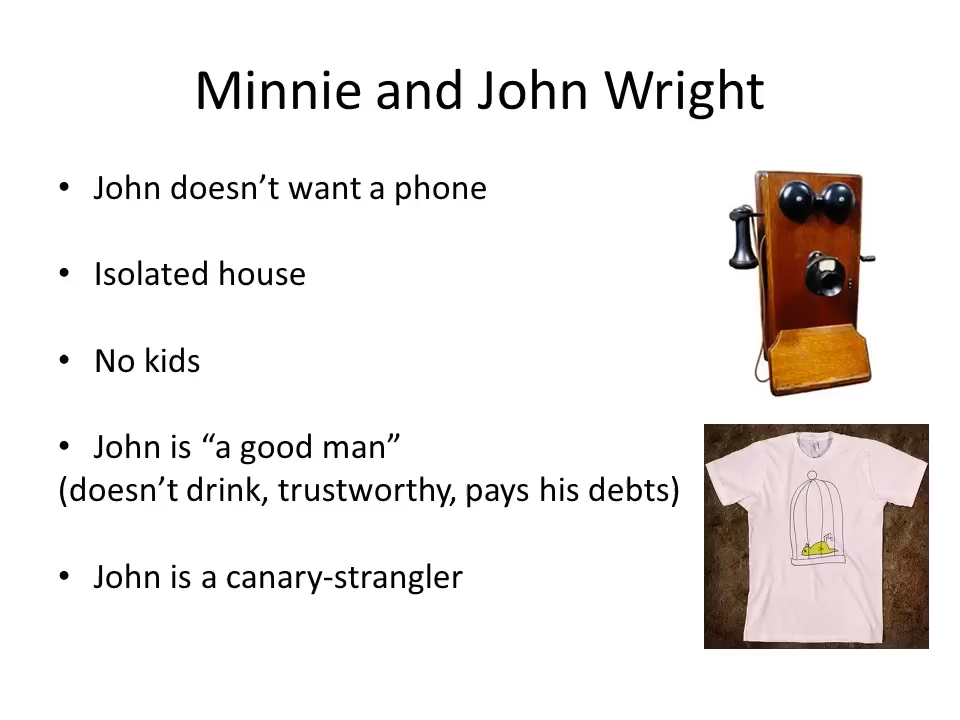 Minnie and John Wright
• John doesn’t want a phone
• Isolated house
• No kids
• John is “a good man”
(doesn’t drink, trustworthy, pays his debts)
• John is a canary-strangler